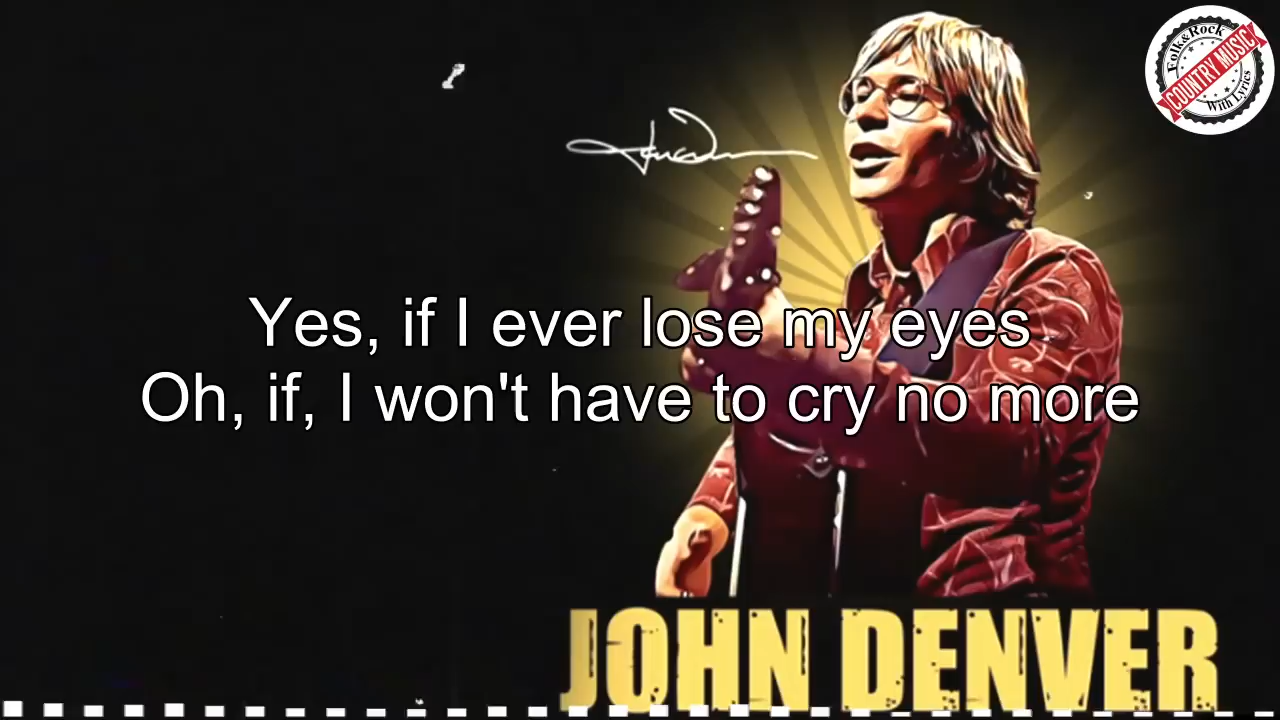 Folk&Rock
COUNTRY MUSIC
With Lyrics
Yes, if I ever lose my eyes
Oh, if, I won't have to cry no more
JOHN DENVER